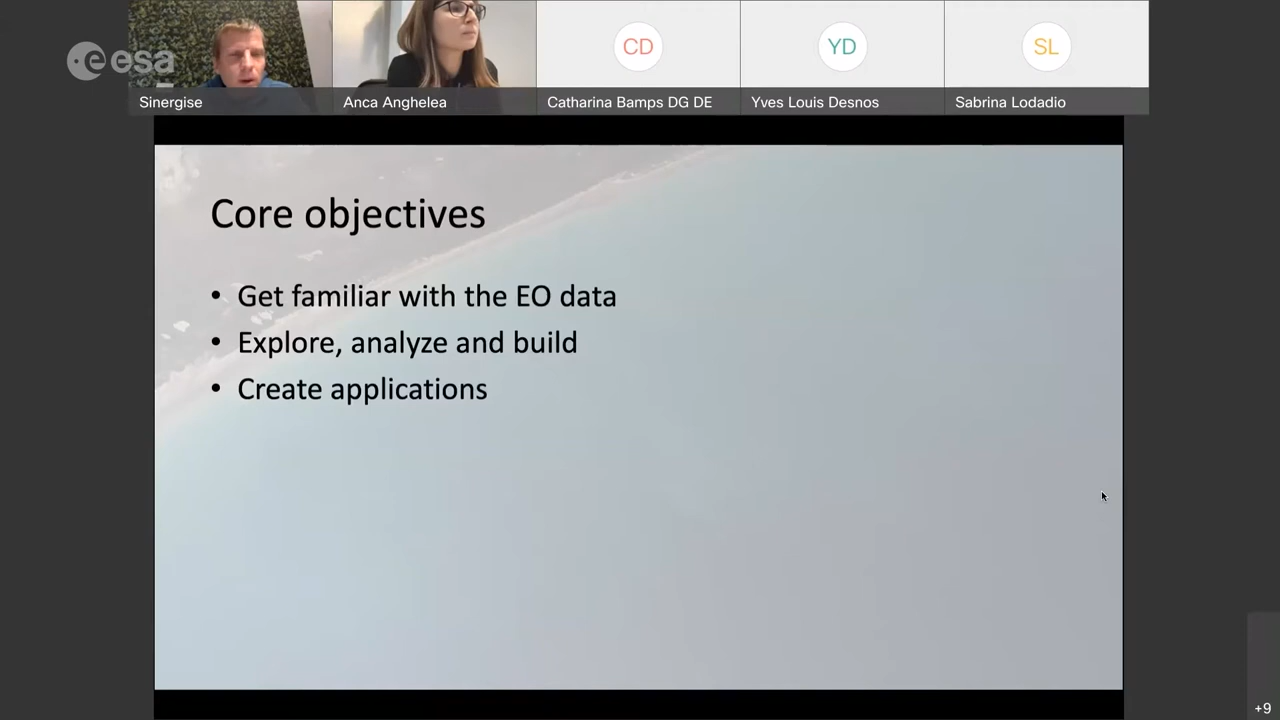 esa
CD
YD
SL
Sinergise
Anca Anghelea
Catharina Bamps DG DE
Yves Louis Desnos
Sabrina Lodadio
Core objectives
• Get familiar with the EO data
• Explore, analyze and build
• Create applications
+9